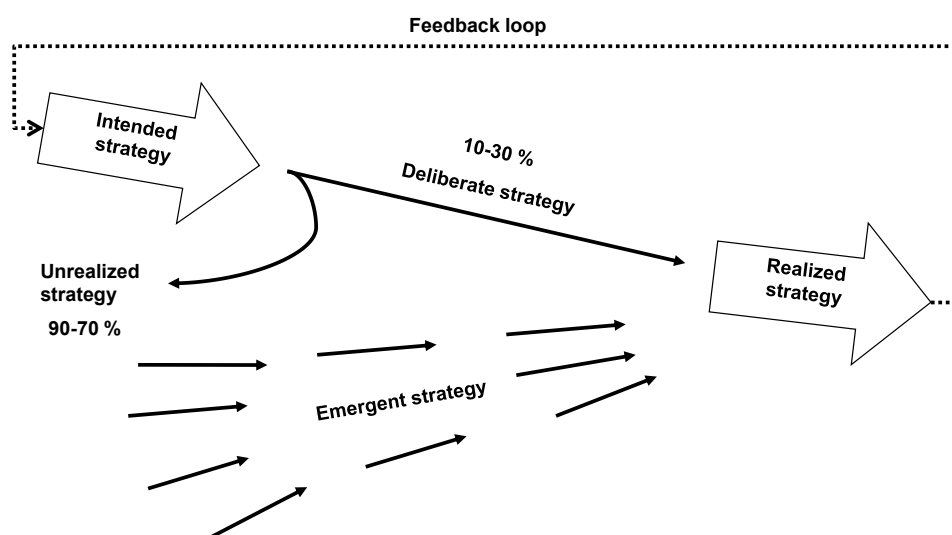 Feedback loop
Intended
strategy
10-30 %
Deliberate strategy
Unrealized
strategy
90-70 %
Realized
strategy
Emergent strategy